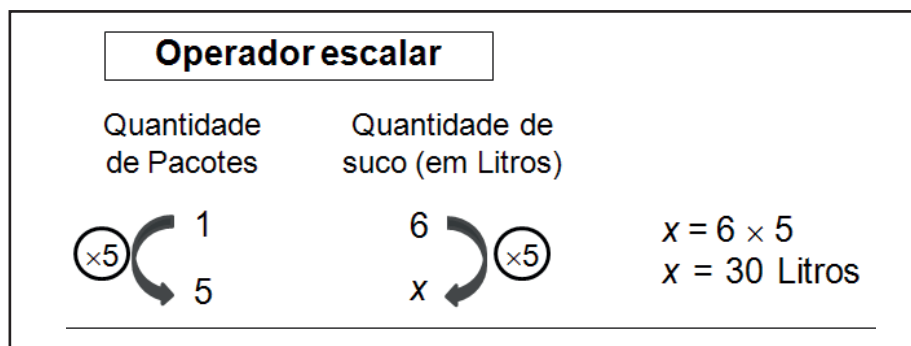 Operador escalar
Quantidade de Pacotes
Quantidade de suco (em Litros)
×5 1 6 ×5 x = 6 × 5
5 x x = 30 Litros